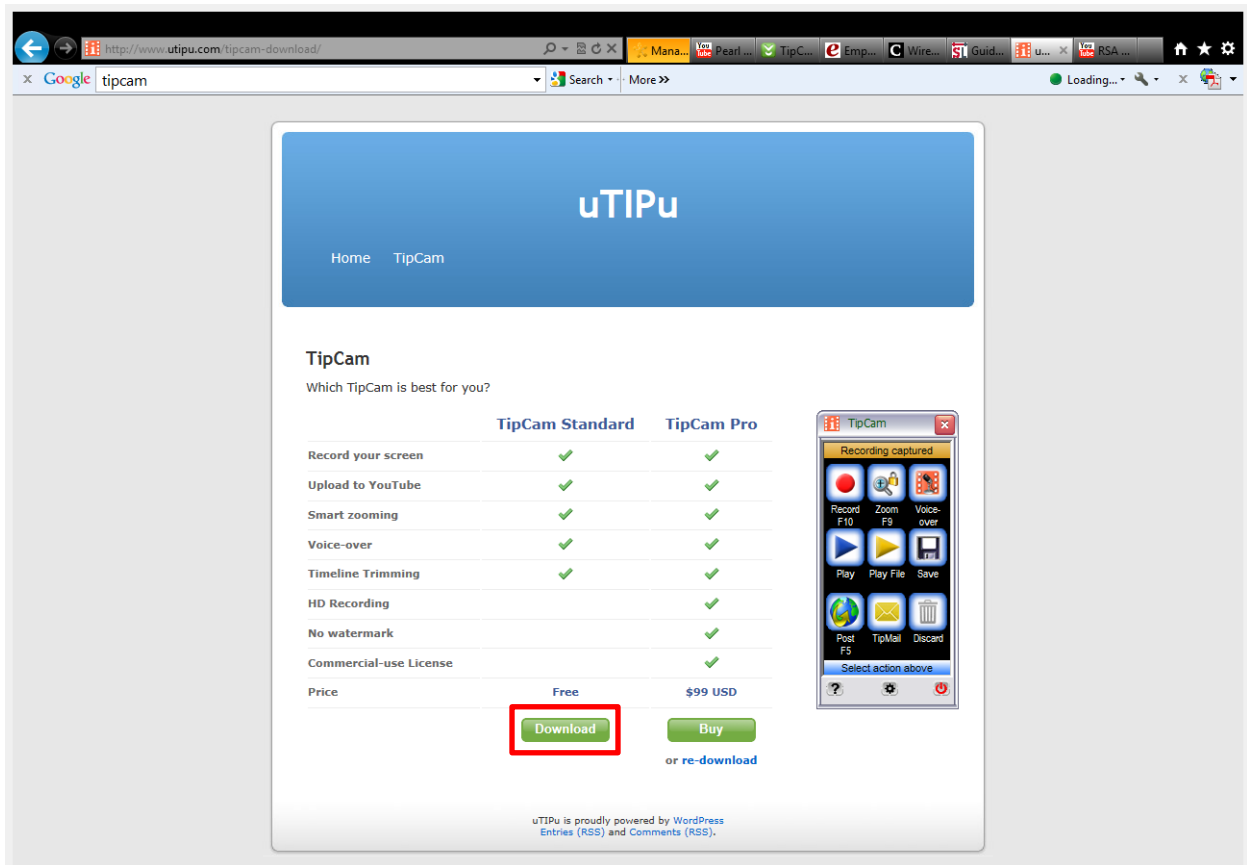 http://www.utipu.com/tipcam-download/
Mana... Pearl ... TipC... Emp... Wire... Guid... u... RSA ...
x Google tipcam Search More >> Loading... x
uTIPu
Home TipCam
TipCam
Which TipCam is best for you?
TipCam Standard TipCam Pro
Record your screen
Upload to YouTube
Smart zooming
Voice-over
Timeline Trimming
HD Recording
No watermark
Commercial-use License
Price Free $99 USD
Download Buy
or re-download
TipCam
Recording captured
Record Zoom Voice-
F10 F9 over
Play Play File Save
Post TipMail Discard
F5
Select action above
?
uTIPu is proudly powered by WordPress
Entries (RSS) and Comments (RSS).